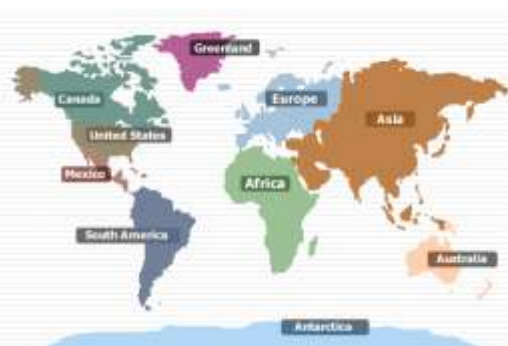 Greenland
Canada
Europe
Asia
United States
Mexico
Africa
South America
Australia
Antarctica